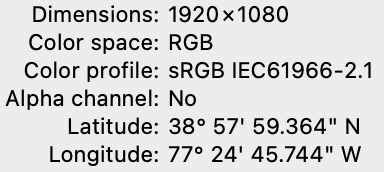 Dimensions: 1920×1080
Color space: RGB
Color profile: sRGB IEC61966-2.1
Alpha channel: No
Latitude: 38° 57' 59.364" N
Longitude: 77° 24' 45.744" W